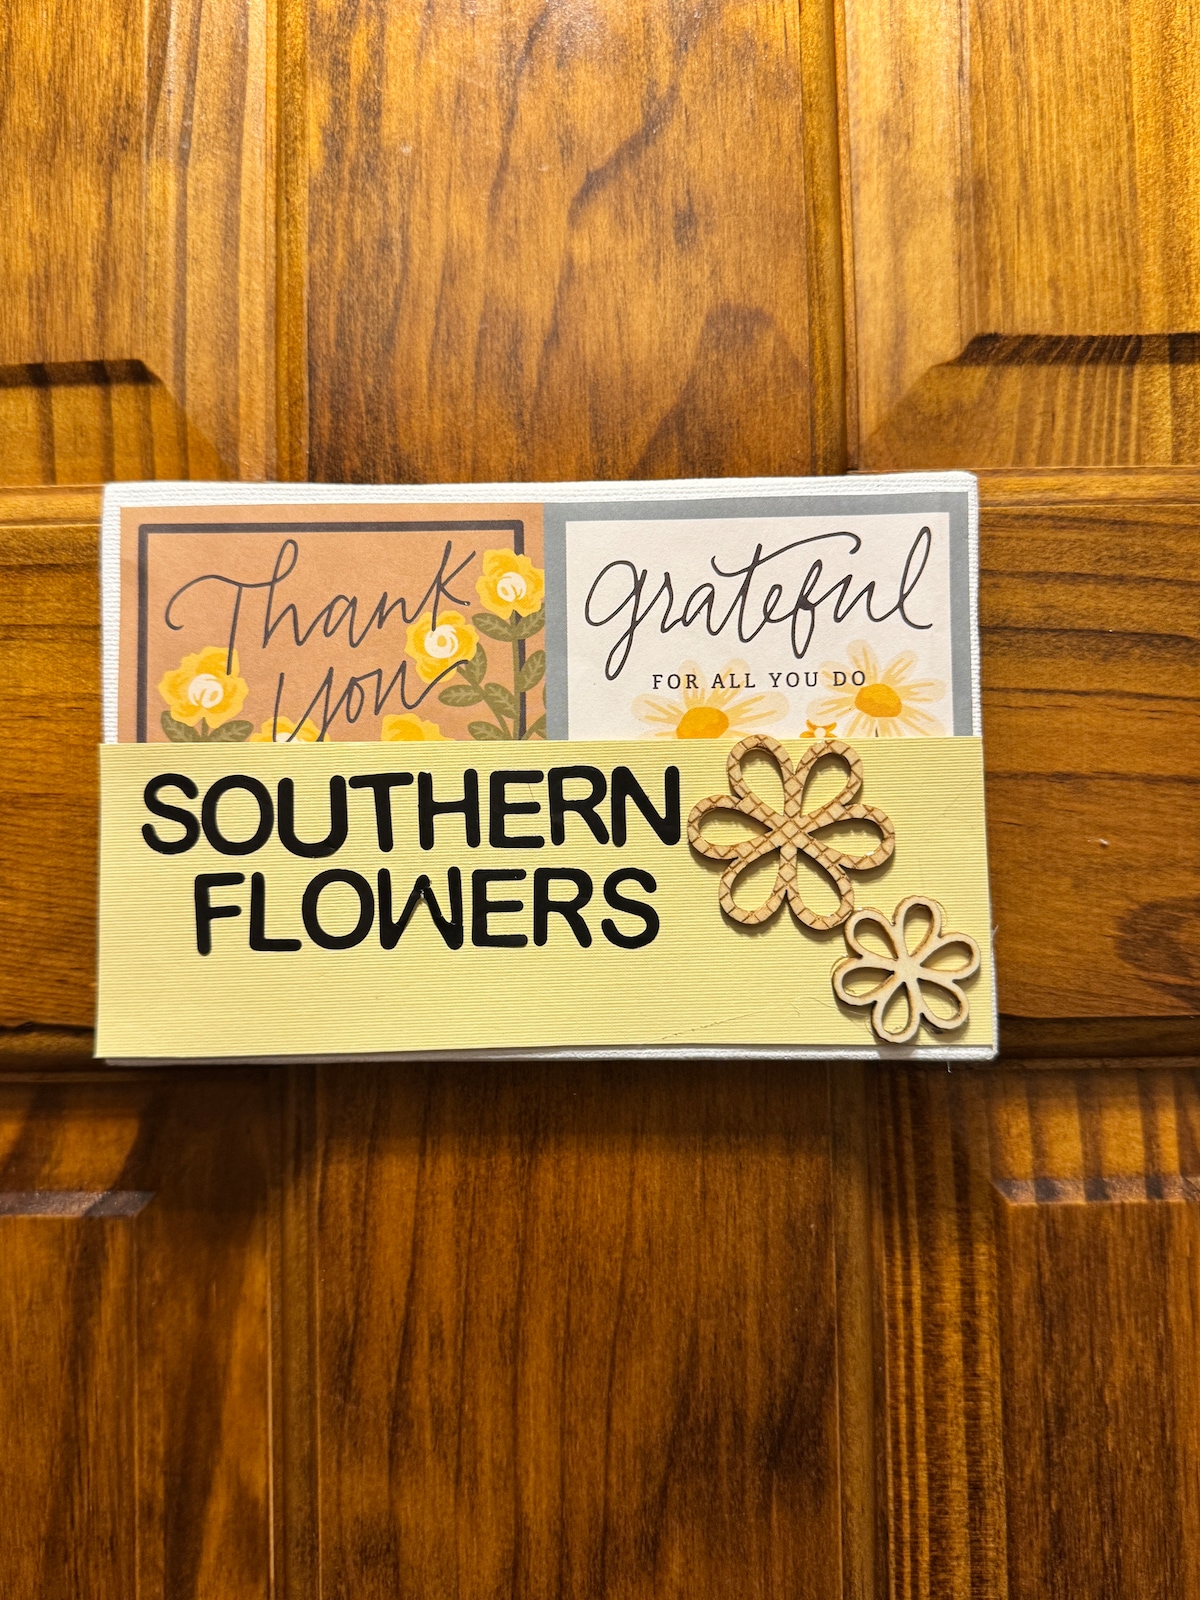 Thank
you
grateful
FOR ALL YOU DO
SOUTHERN
FLOWERS